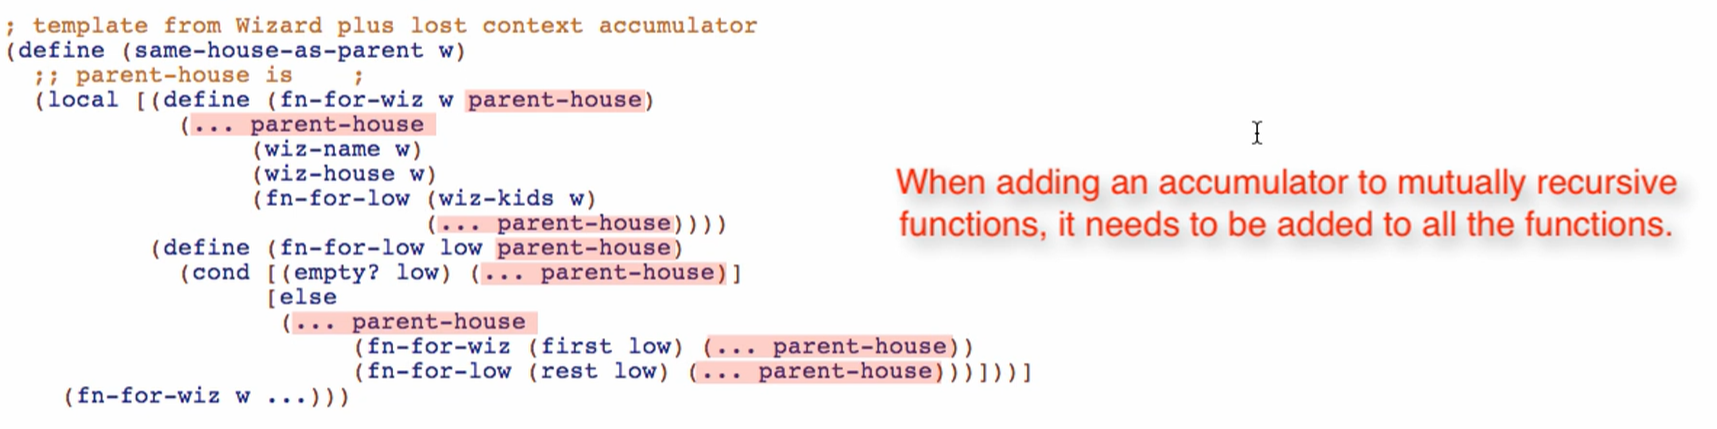 ; template from Wizard plus lost context accumulator
(define (same-house-as-parent w)
  ;; parent-house is    ;
  (local [(define (fn-for-wiz w parent-house)
            (... parent-house
                 (wiz-name w)
                 (wiz-house w)
                 (fn-for-low (wiz-kids w)
                             (... parent-house))))
          (define (fn-for-low low parent-house)
            (cond [(empty? low) (... parent-house)]
                  [else
                   (... parent-house
                        (fn-for-wiz (first low) (... parent-house))
                        (fn-for-low (rest low) (... parent-house)))]))]
    (fn-for-wiz w ...)))
When adding an accumulator to mutually recursive
functions, it needs to be added to all the functions.